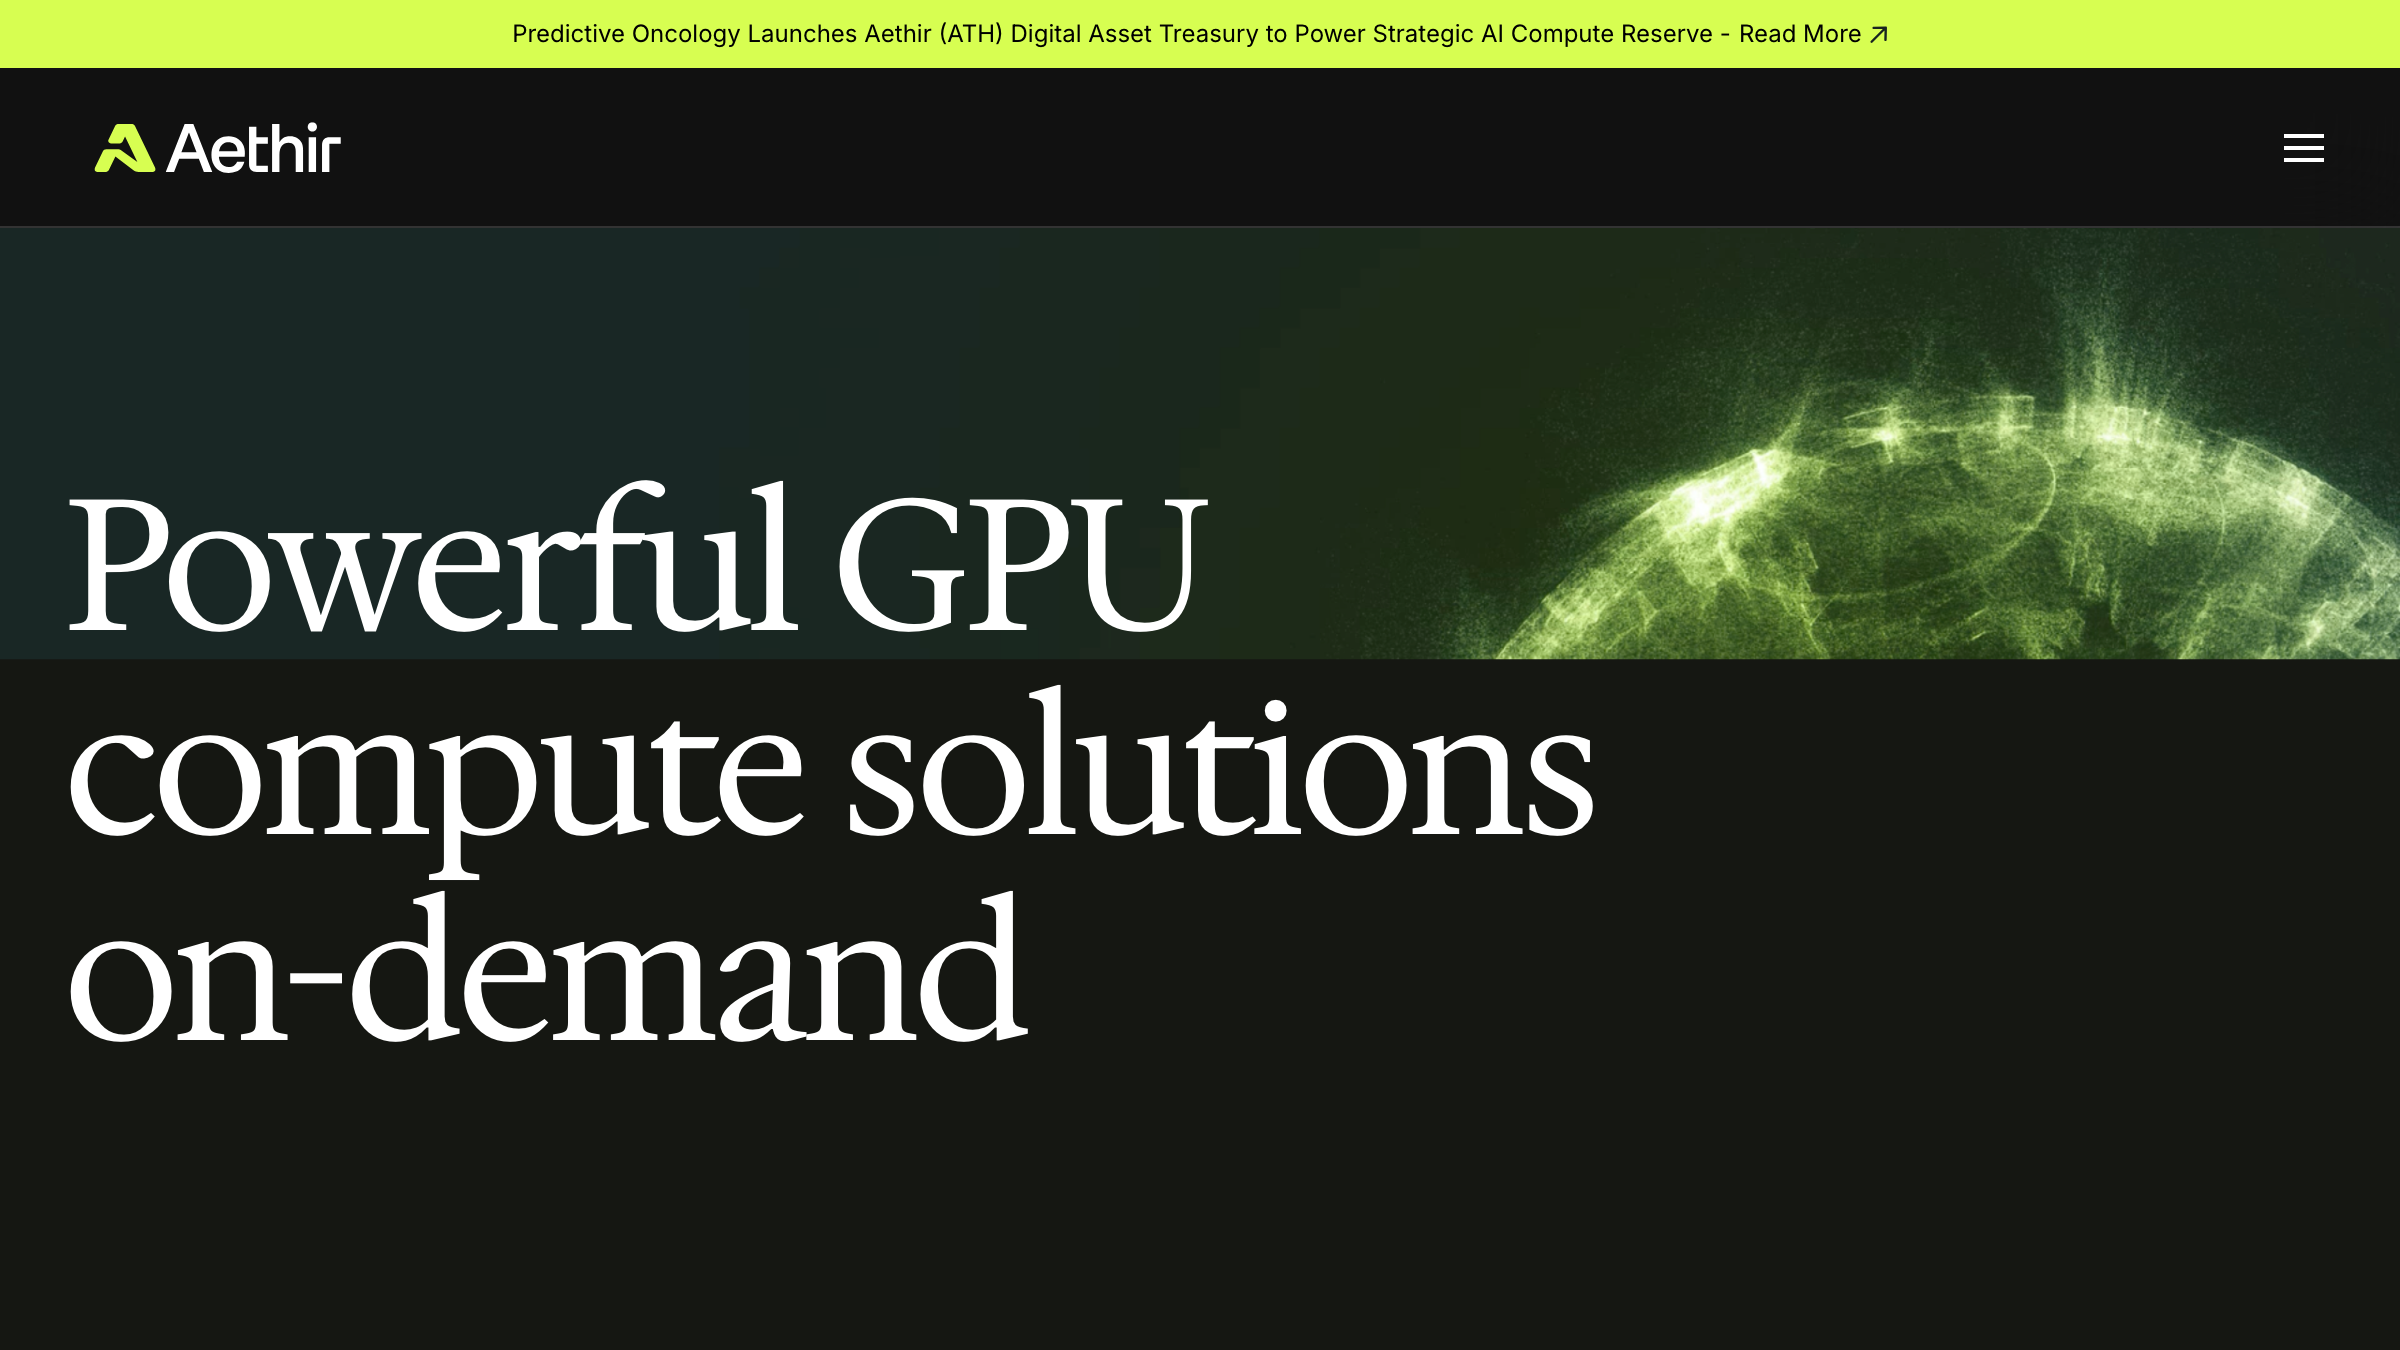 Predictive Oncology Launches Aethir (ATH) Digital Asset Treasury to Power Strategic AI Compute Reserve - Read More
Aethir
Powerful GPU
compute solutions
on-demand